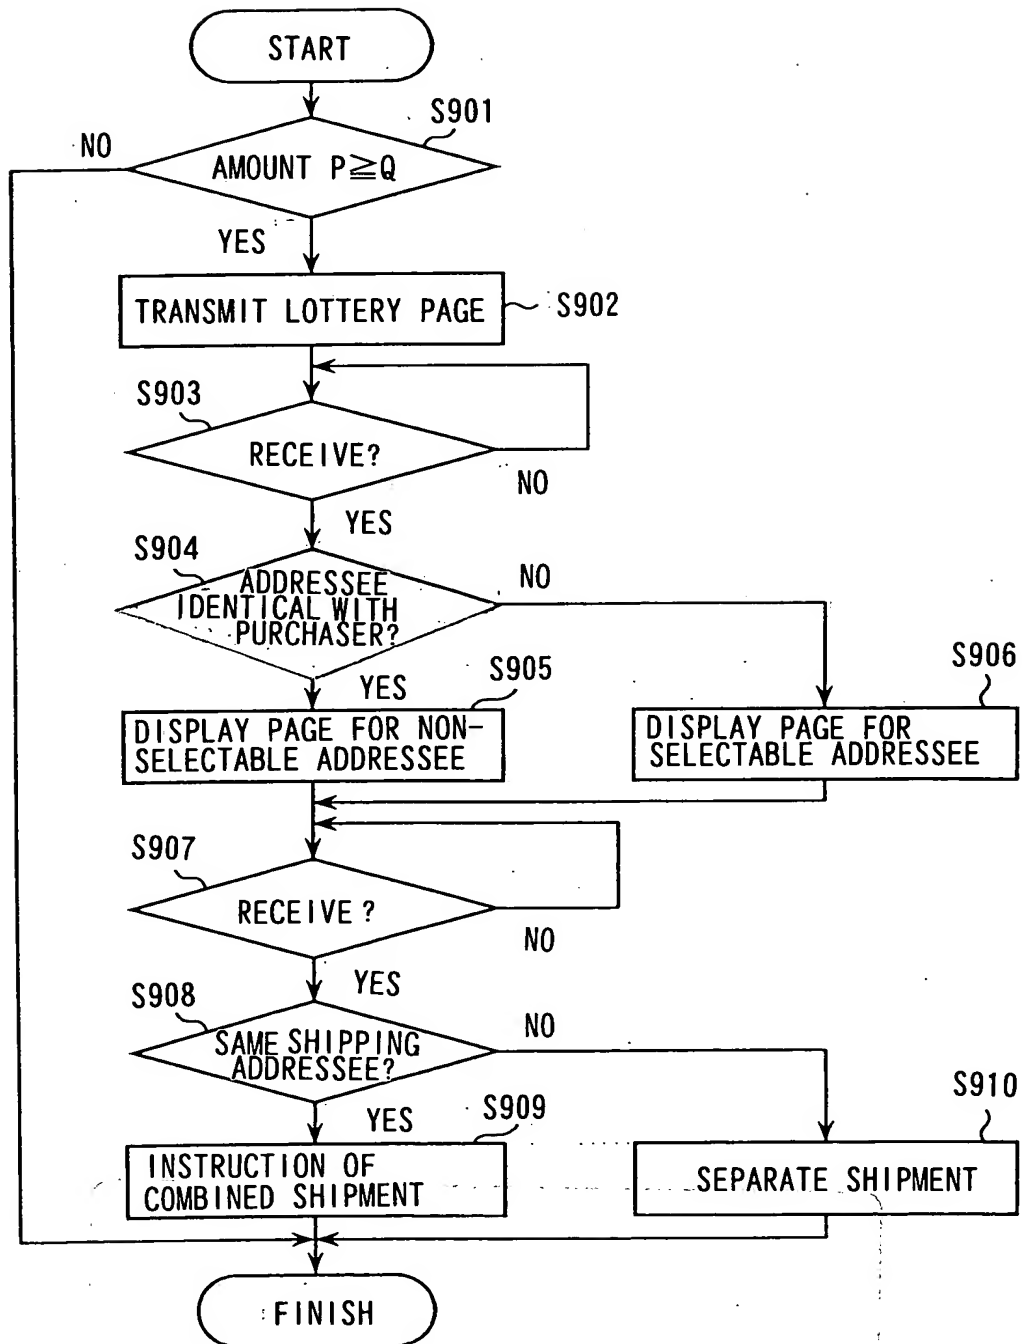 START
S901
NO
AMOUNT P≧Q
YES
TRANSMIT LOTTERY PAGE
S902
S903
RECEIVE?
NO
YES
S904
ADDRESSEE
IDENTICAL WITH
PURCHASER?
NO
YES
S905
S906
DISPLAY PAGE FOR NON-
SELECTABLE ADDRESSEE
DISPLAY PAGE FOR
SELECTABLE ADDRESSEE
S907
RECEIVE ?
NO
YES
S908
SAME SHIPPING
ADDRESSEE?
NO
YES
S909
S910
INSTRUCTION OF
COMBINED SHIPMENT
SEPARATE SHIPMENT
FINISH